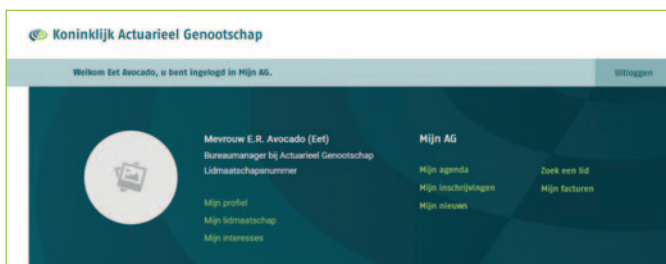 Koninklijk Actuarieel Genootschap
Welkom Eet Avocado, u bent ingelogd in Mijn AG.
Uitloggen
Mevrouw E.R. Avocado (Eet)
Bureaumanager bij Actuarieel Genootschap
Lidmaatschapsnummer
Mijn profiel
Mijn lidmaatschap
Mijn interesses
Mijn AG
Mijn agenda
Mijn inschrijvingen
Mijn nieuws
Zoek een lid
Mijn facturen